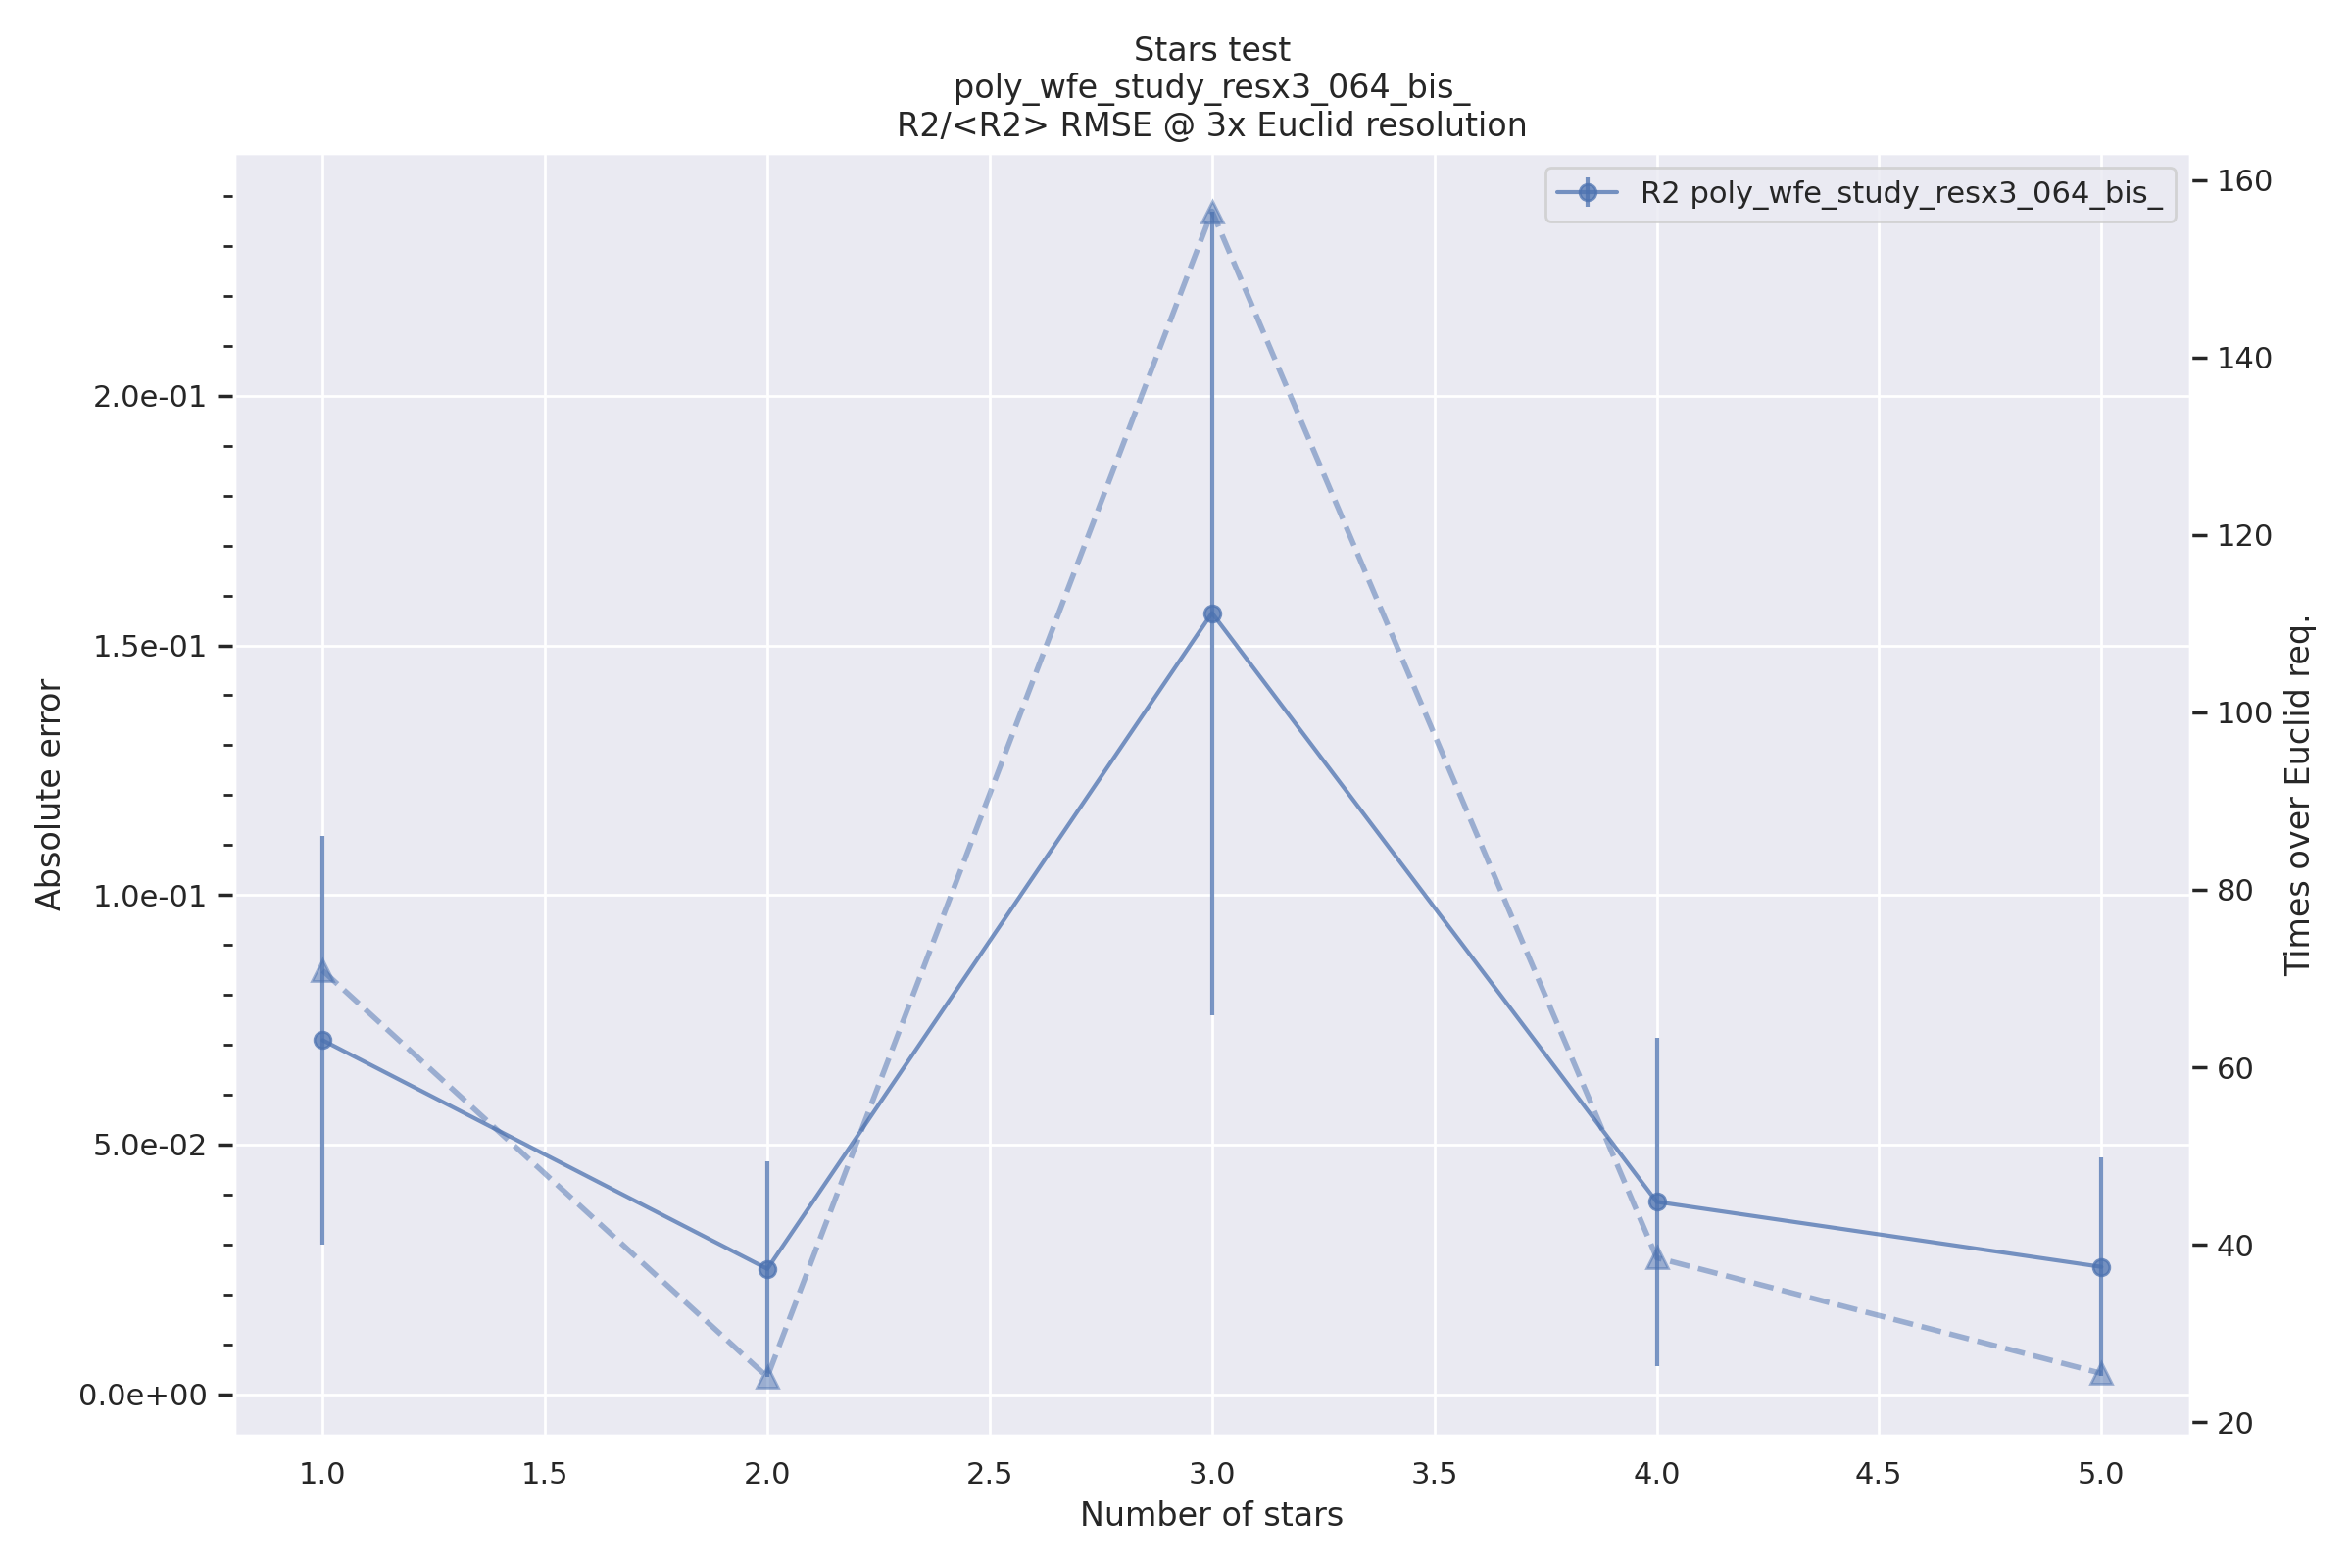 Stars test
poly_wfe_study_resx3_064_bis_
R2/<R2> RMSE @ 3x Euclid resolution
R2 poly_wfe_study_resx3_064_bis_
Absolute error
2.0e-01
1.5e-01
1.0e-01
5.0e-02
0.0e+00
160
140
120
100
80
60
40
20
Times over Euclid req.
1.0 1.5 2.0 2.5 3.0 3.5 4.0 4.5 5.0
Number of stars